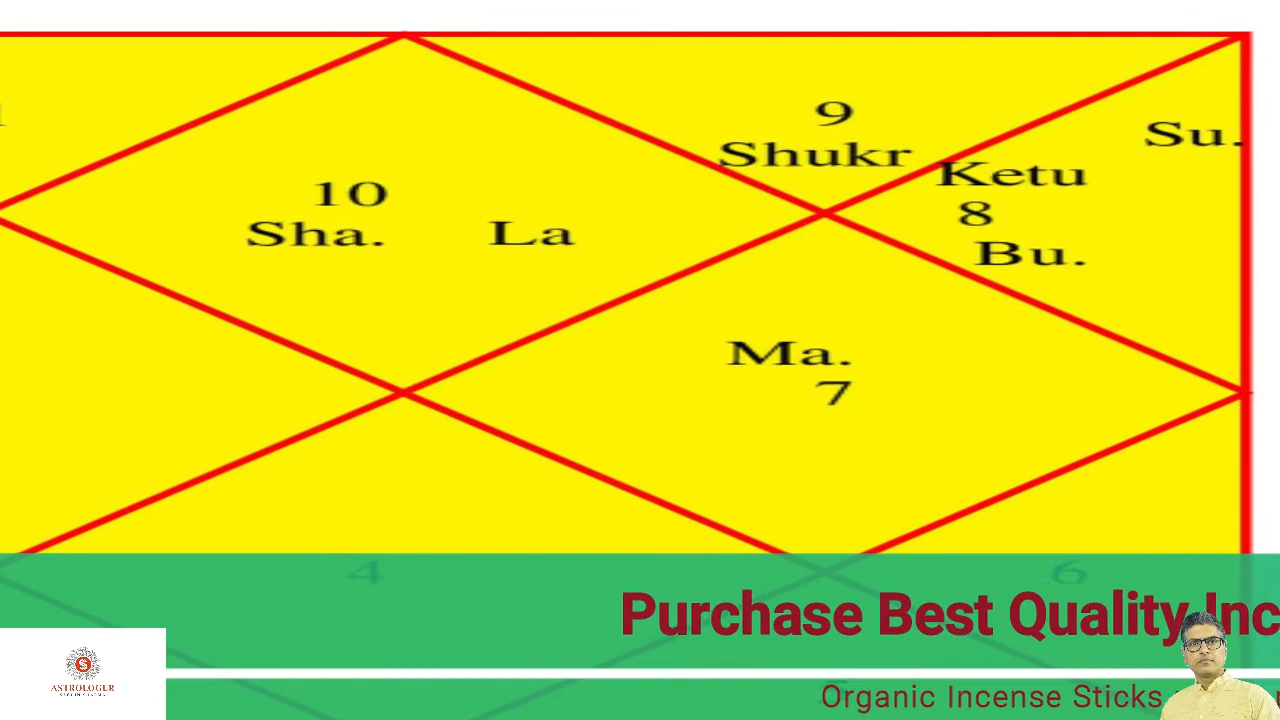 9
Su.
Shukr
Ketu
10
8
Sha.
La
Bu.
Ma.
7
4
6
Purchase Best Quality Inc
Organic Incense Sticks
ASTROLOGER